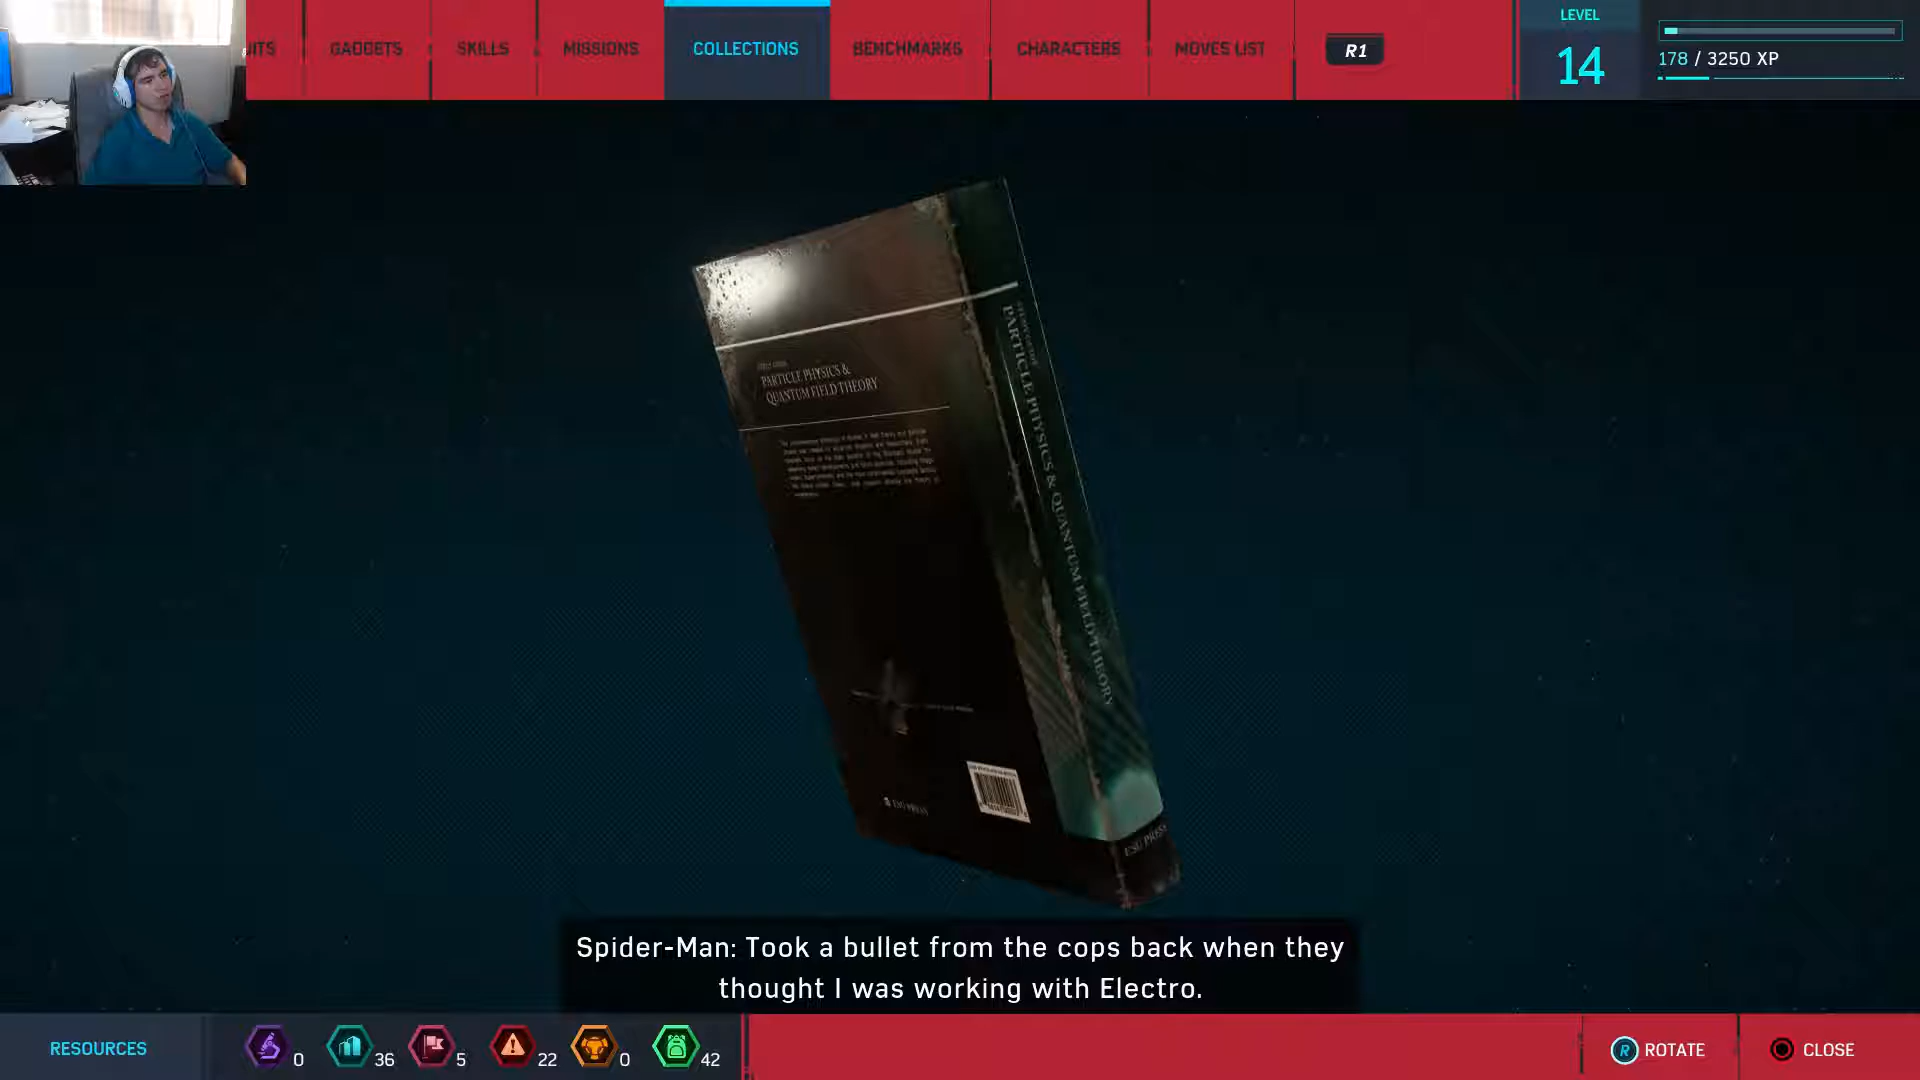 GADGETS
SKILLS
MISSIONS
COLLECTIONS
BENCHMARKS
CHARACTERS
MOVES LIST
R1
LEVEL
14
178 / 3250 XP
PARTICLE PHYSICS &
QUANTUM FIELD THEORY
PARTICLE PHYSICS & QUANTUM FIELD THEORY
ESU PRESS
ESU PRESS
Spider-Man: Took a bullet from the cops back when they
thought I was working with Electro.
RESOURCES
0
36
5
22
0
42
R ROTATE
CLOSE